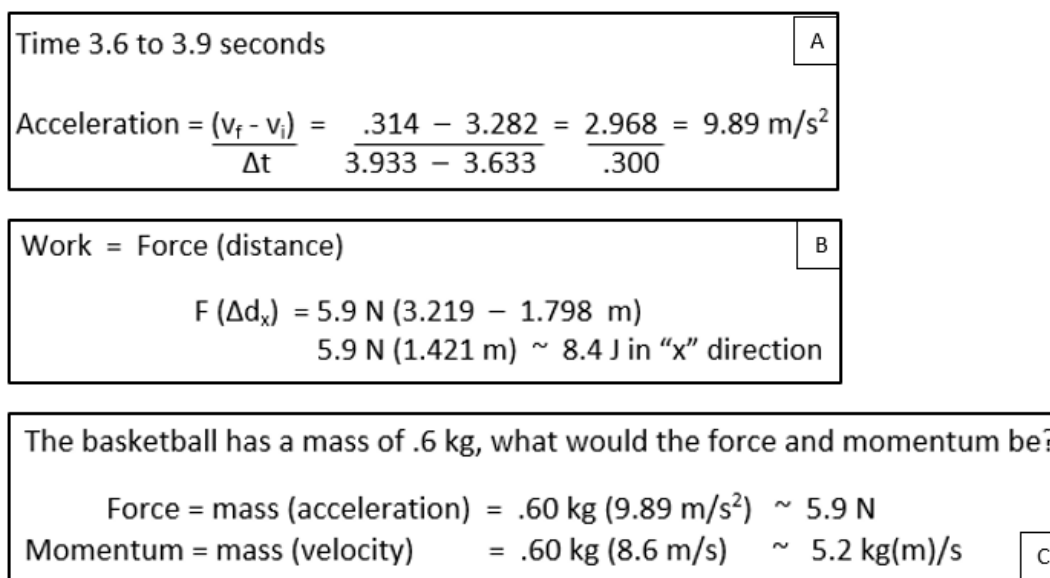 Time 3.6 to 3.9 seconds
A
Acceleration = (vf - vi) = .314 – 3.282 = 2.968 = 9.89 m/s²
Δt 3.933 – 3.633 .300
Work = Force (distance)
B
F (Δdx) = 5.9 N (3.219 – 1.798 m)
5.9 N (1.421 m) ~ 8.4 J in “x” direction
The basketball has a mass of .6 kg, what would the force and momentum be?
Force = mass (acceleration) = .60 kg (9.89 m/s²) ~ 5.9 N
Momentum = mass (velocity) = .60 kg (8.6 m/s) ~ 5.2 kg(m)/s
C